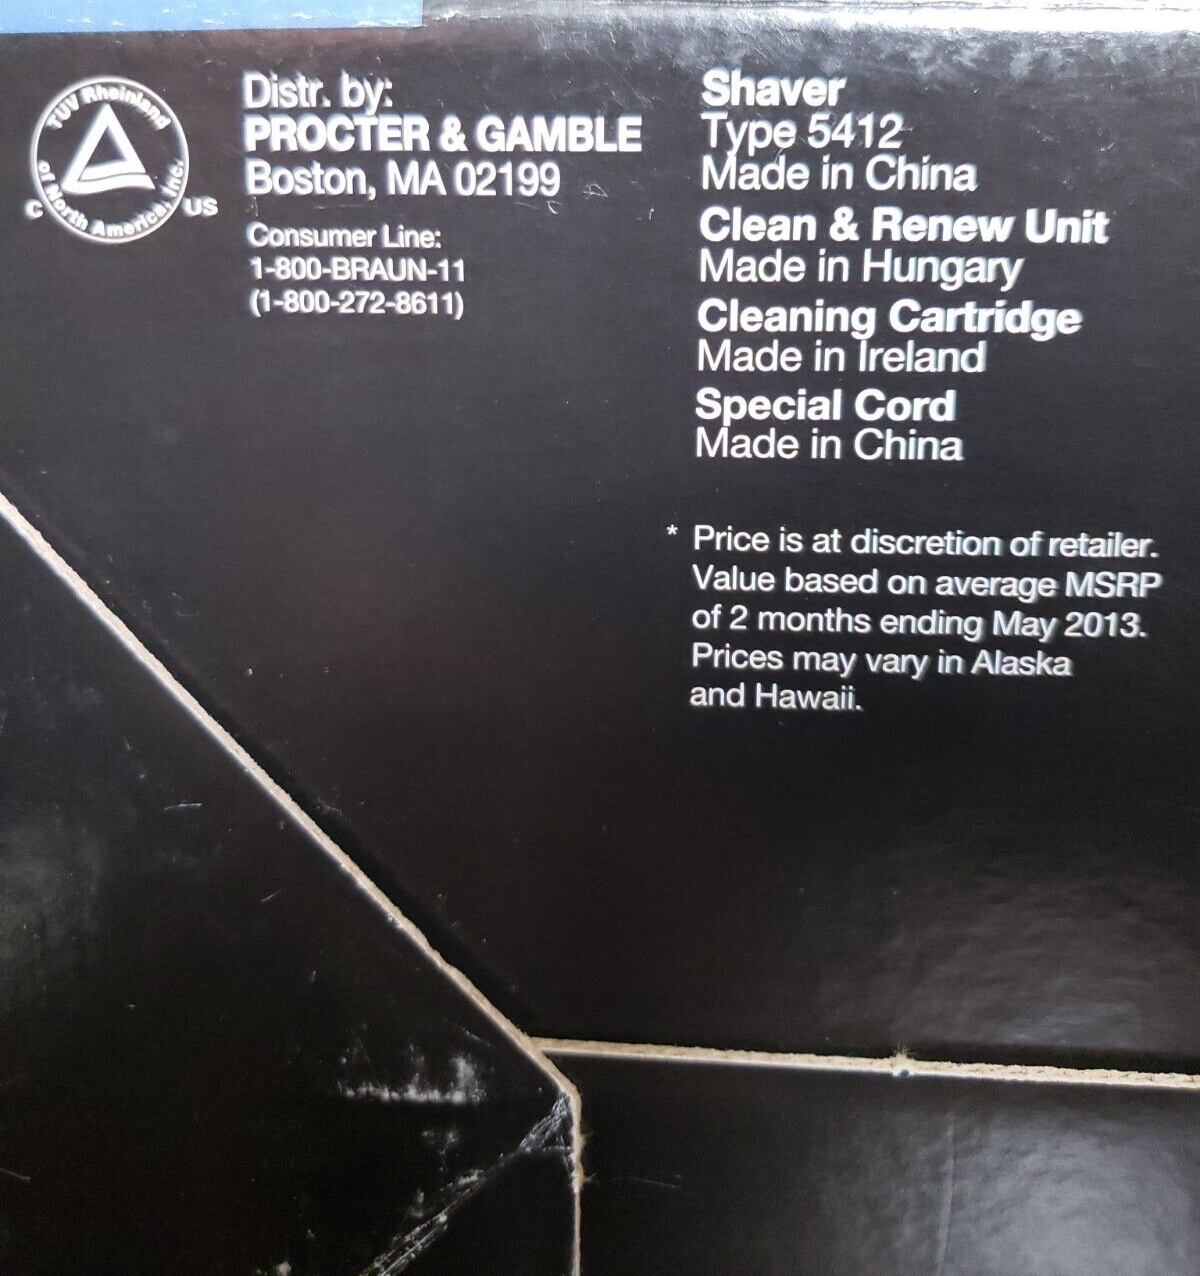 TUV Rheinland
of North America, Inc.
C US
Distr. by:
PROCTER & GAMBLE
Boston, MA 02199
Consumer Line:
1-800-BRAUN-11
(1-800-272-8611)
Shaver
Type 5412
Made in China
Clean & Renew Unit
Made in Hungary
Cleaning Cartridge
Made in Ireland
Special Cord
Made in China
* Price is at discretion of retailer.
Value based on average MSRP
of 2 months ending May 2013.
Prices may vary in Alaska
and Hawaii.